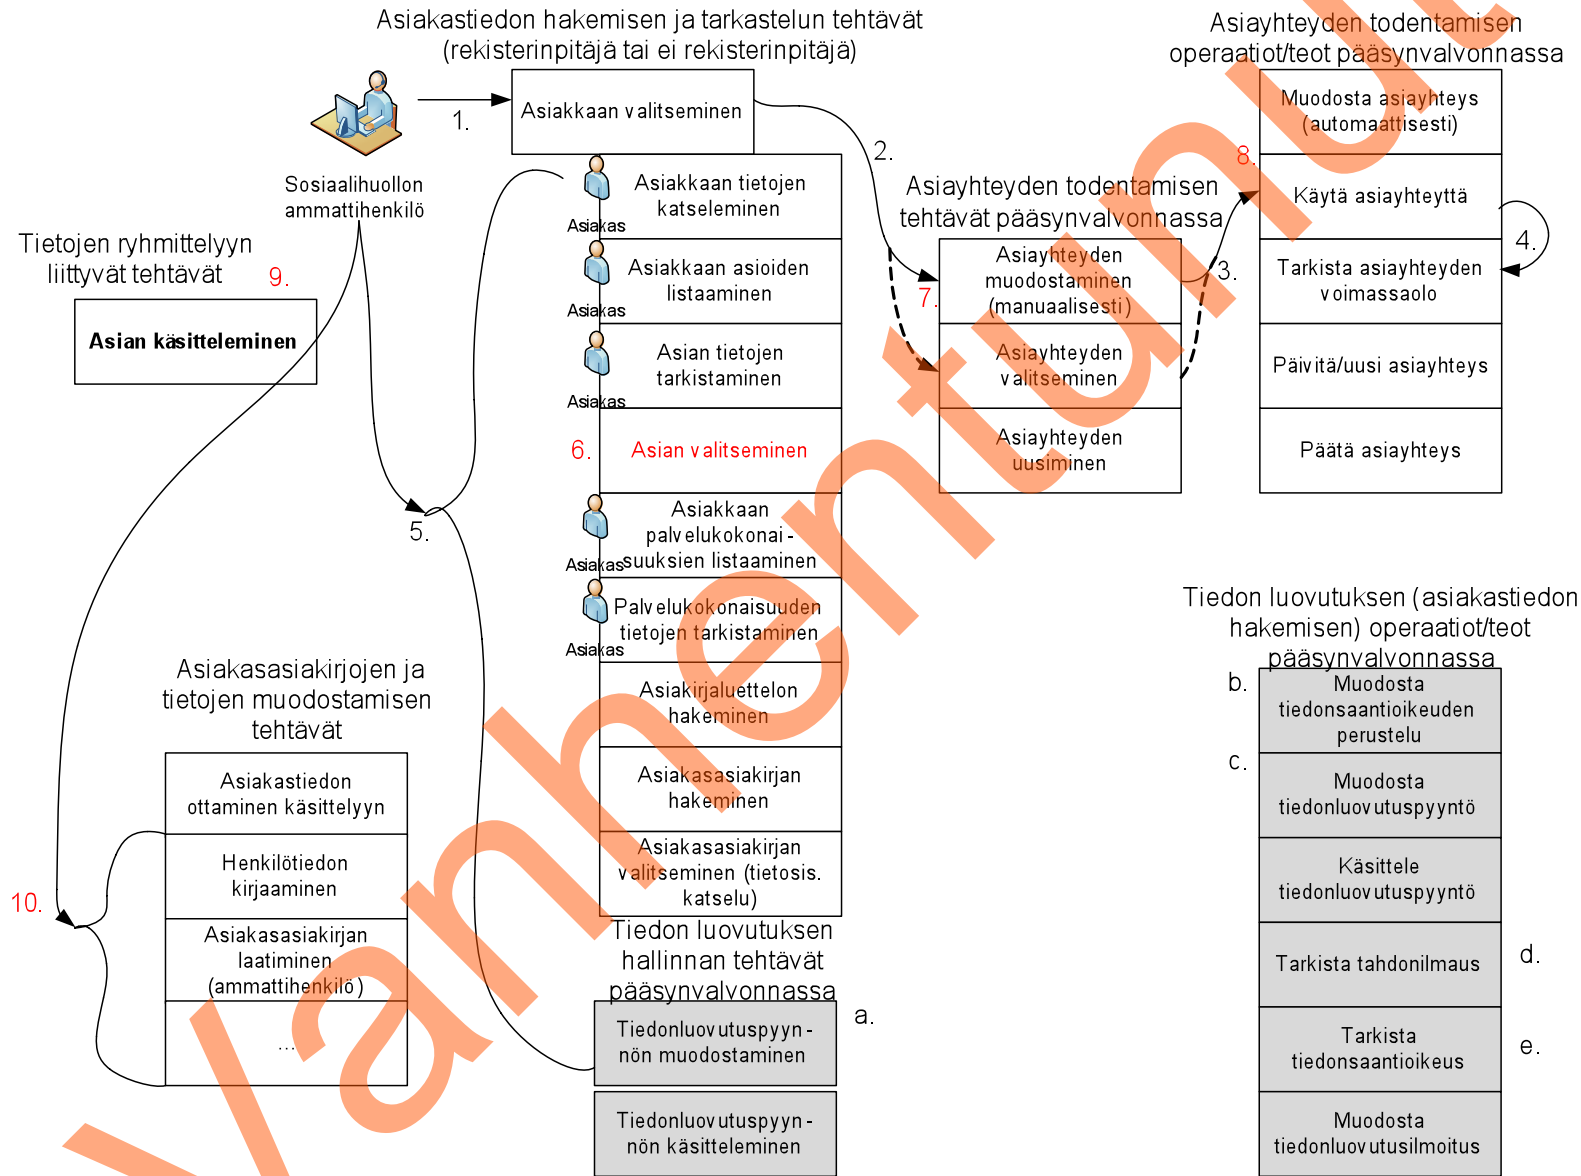 Asiakastiedon hakemisen ja tarkastelun tehtävät
(rekisterinpitäjä tai ei rekisterinpitäjä)
Asiayhteyden todentamisen
operaatiot/teot pääsynvalvonnassa
1.
Asiakkaan valitseminen
2.
Muodosta asiayhteys
(automaattisesti)
8.
Käytä asiayhteyttä
4.
Tarkista asiayhteyden
voimassaolo
Päivitä/uusi asiayhteys
Päätä asiayhteys
Sosiaalihuollon
ammattihenkilö
Asiakkaan tietojen
katseleminen
Asiakas
Asiakkaan asioiden
listaaminen
Asiakas
Asian tietojen
tarkistaminen
Asiakas
6.
Asian valitseminen
Asiakkaan
palvelukokonai-
suuksien listaaminen
Asiakas
Palvelukokonaisuuden
tietojen tarkistaminen
Asiakas
Asiakirjaluettelon
hakeminen
Asiakasasiakirjan
hakeminen
Asiakasasiakirjan
valitseminen (tietosis.
katselu)
Asiayhteyden todentamisen
tehtävät pääsynvalvonnassa
7.
Asiayhteyden
muodostaminen
(manuaalisesti)
3.
Asiayhteyden
valitseminen
Asiayhteyden
uusiminen
Tietojen ryhmittelyyn
liittyvät tehtävät
9.
Asian käsitteleminen
5.
Asiakasasiakirjojen ja
tietojen muodostamisen
tehtävät
Asiakastiedon
ottaminen käsittelyyn
Henkilötiedon
kirjaaminen
10.
Asiakasasiakirjan
laatiminen
(ammattihenkilö)
...
Tiedon luovutuksen
hallinnan tehtävät
pääsynvalvonnassa
a.
Tiedonluovutuspyyn-
nön muodostaminen
Tiedonluovutuspyyn-
nön käsitteleminen
Tiedon luovutuksen (asiakastiedon
hakemisen) operaatiot/teot
pääsynvalvonnassa
b.
Muodosta
tiedonsaantioikeuden
perustelu
c.
Muodosta
tiedonluovutuspyyntö
Käsittele
tiedonluovutuspyyntö
Tarkista tahdonilmaus
d.
Tarkista
tiedonsaantioikeus
e.
Muodosta
tiedonluovutusilmoitus
Vanhentunut